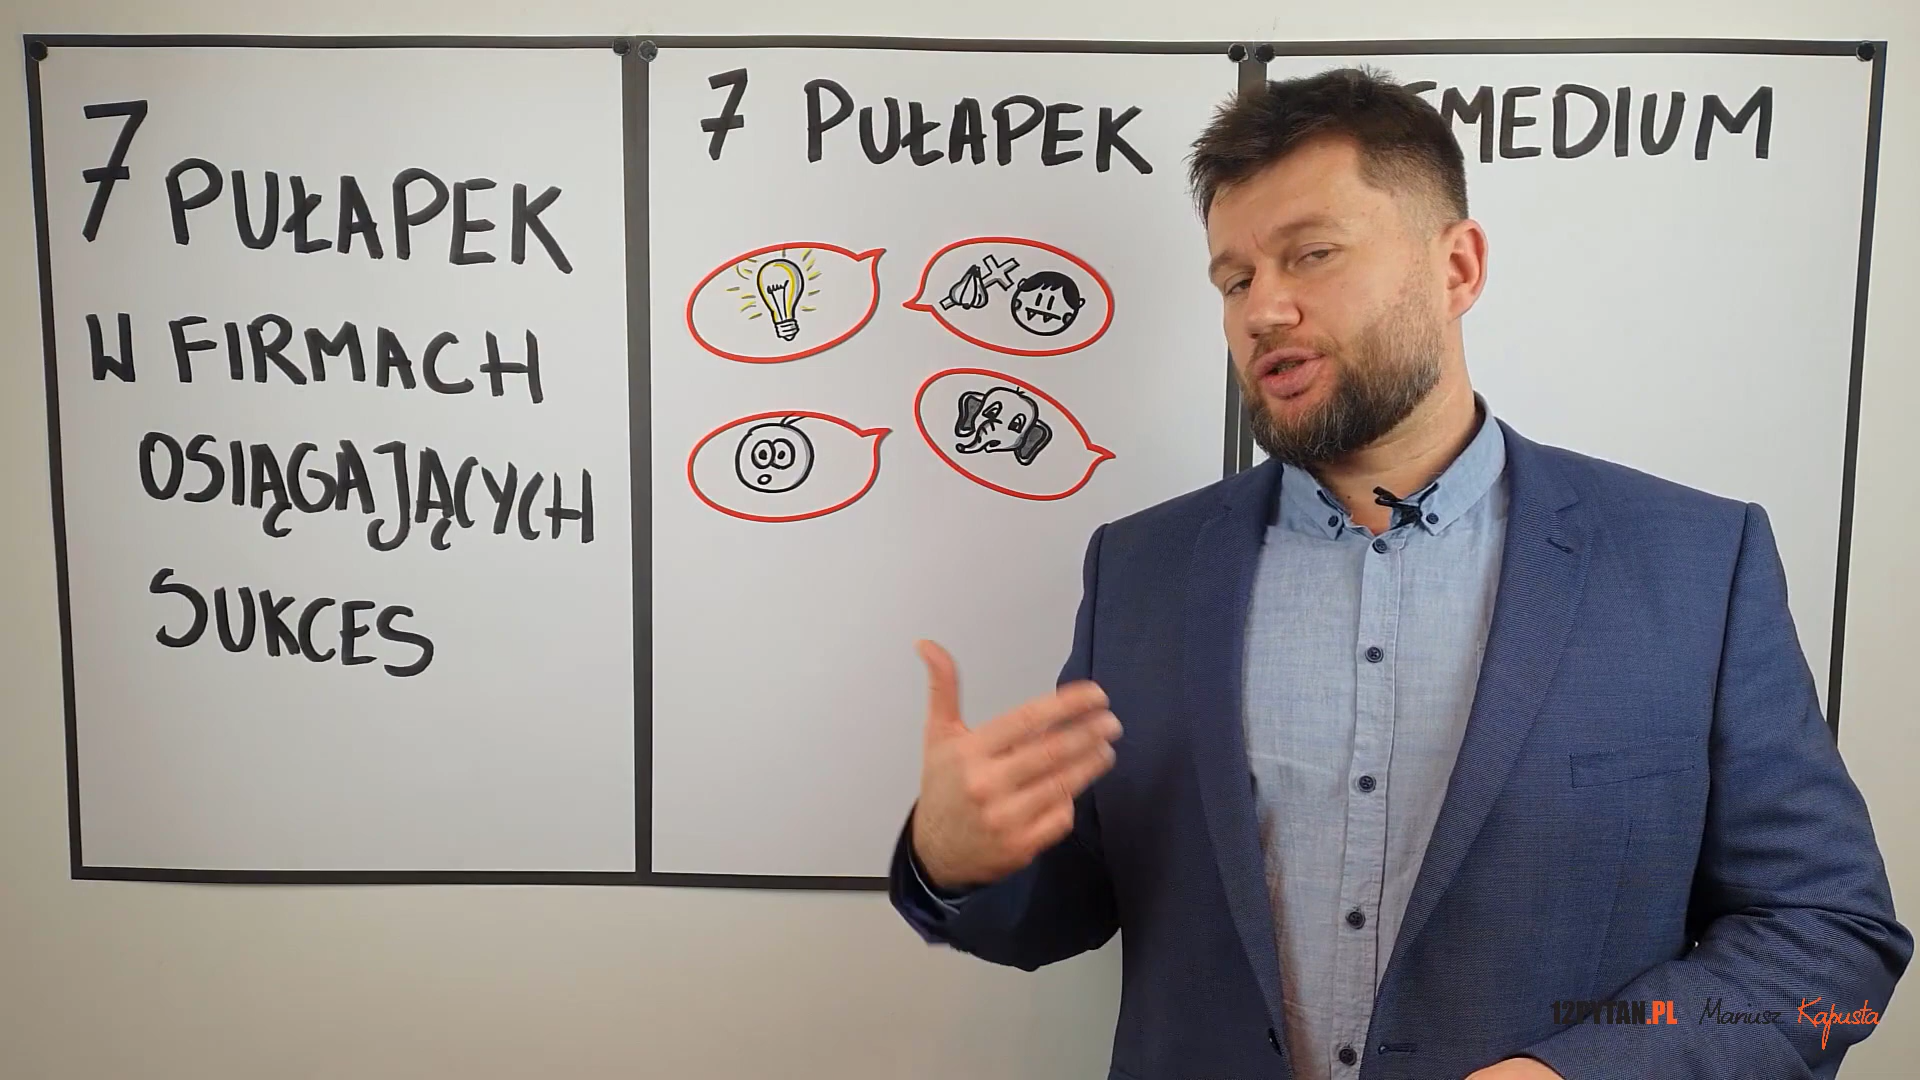 7 PUŁAPEK
W FIRMACH
OSIĄGAJĄCYCH
SUKCES
7 PUŁAPEK
EMEDIUM
12PYTAN.PL Mariusz Kapusta